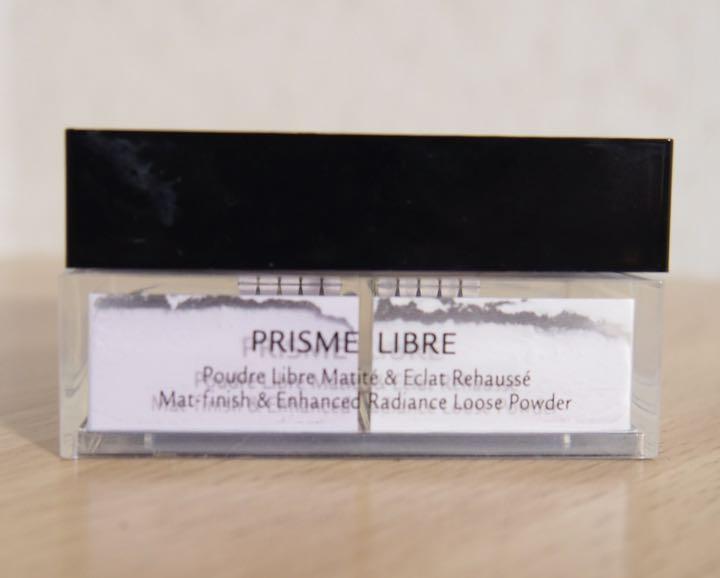 PRISME LIBRE
Poudre Libre Matité & Eclat Rehaussé
Mat-finish & Enhanced Radiance Loose Powder